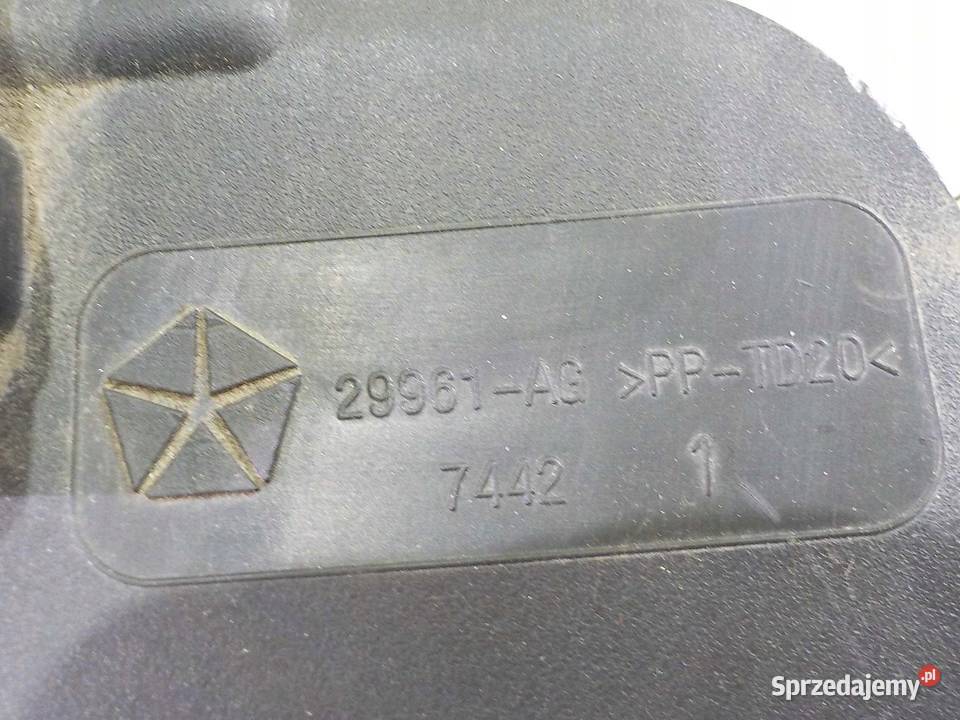 29961-AG >PP-TD20<
7442 1
Sprzedajemy.pl